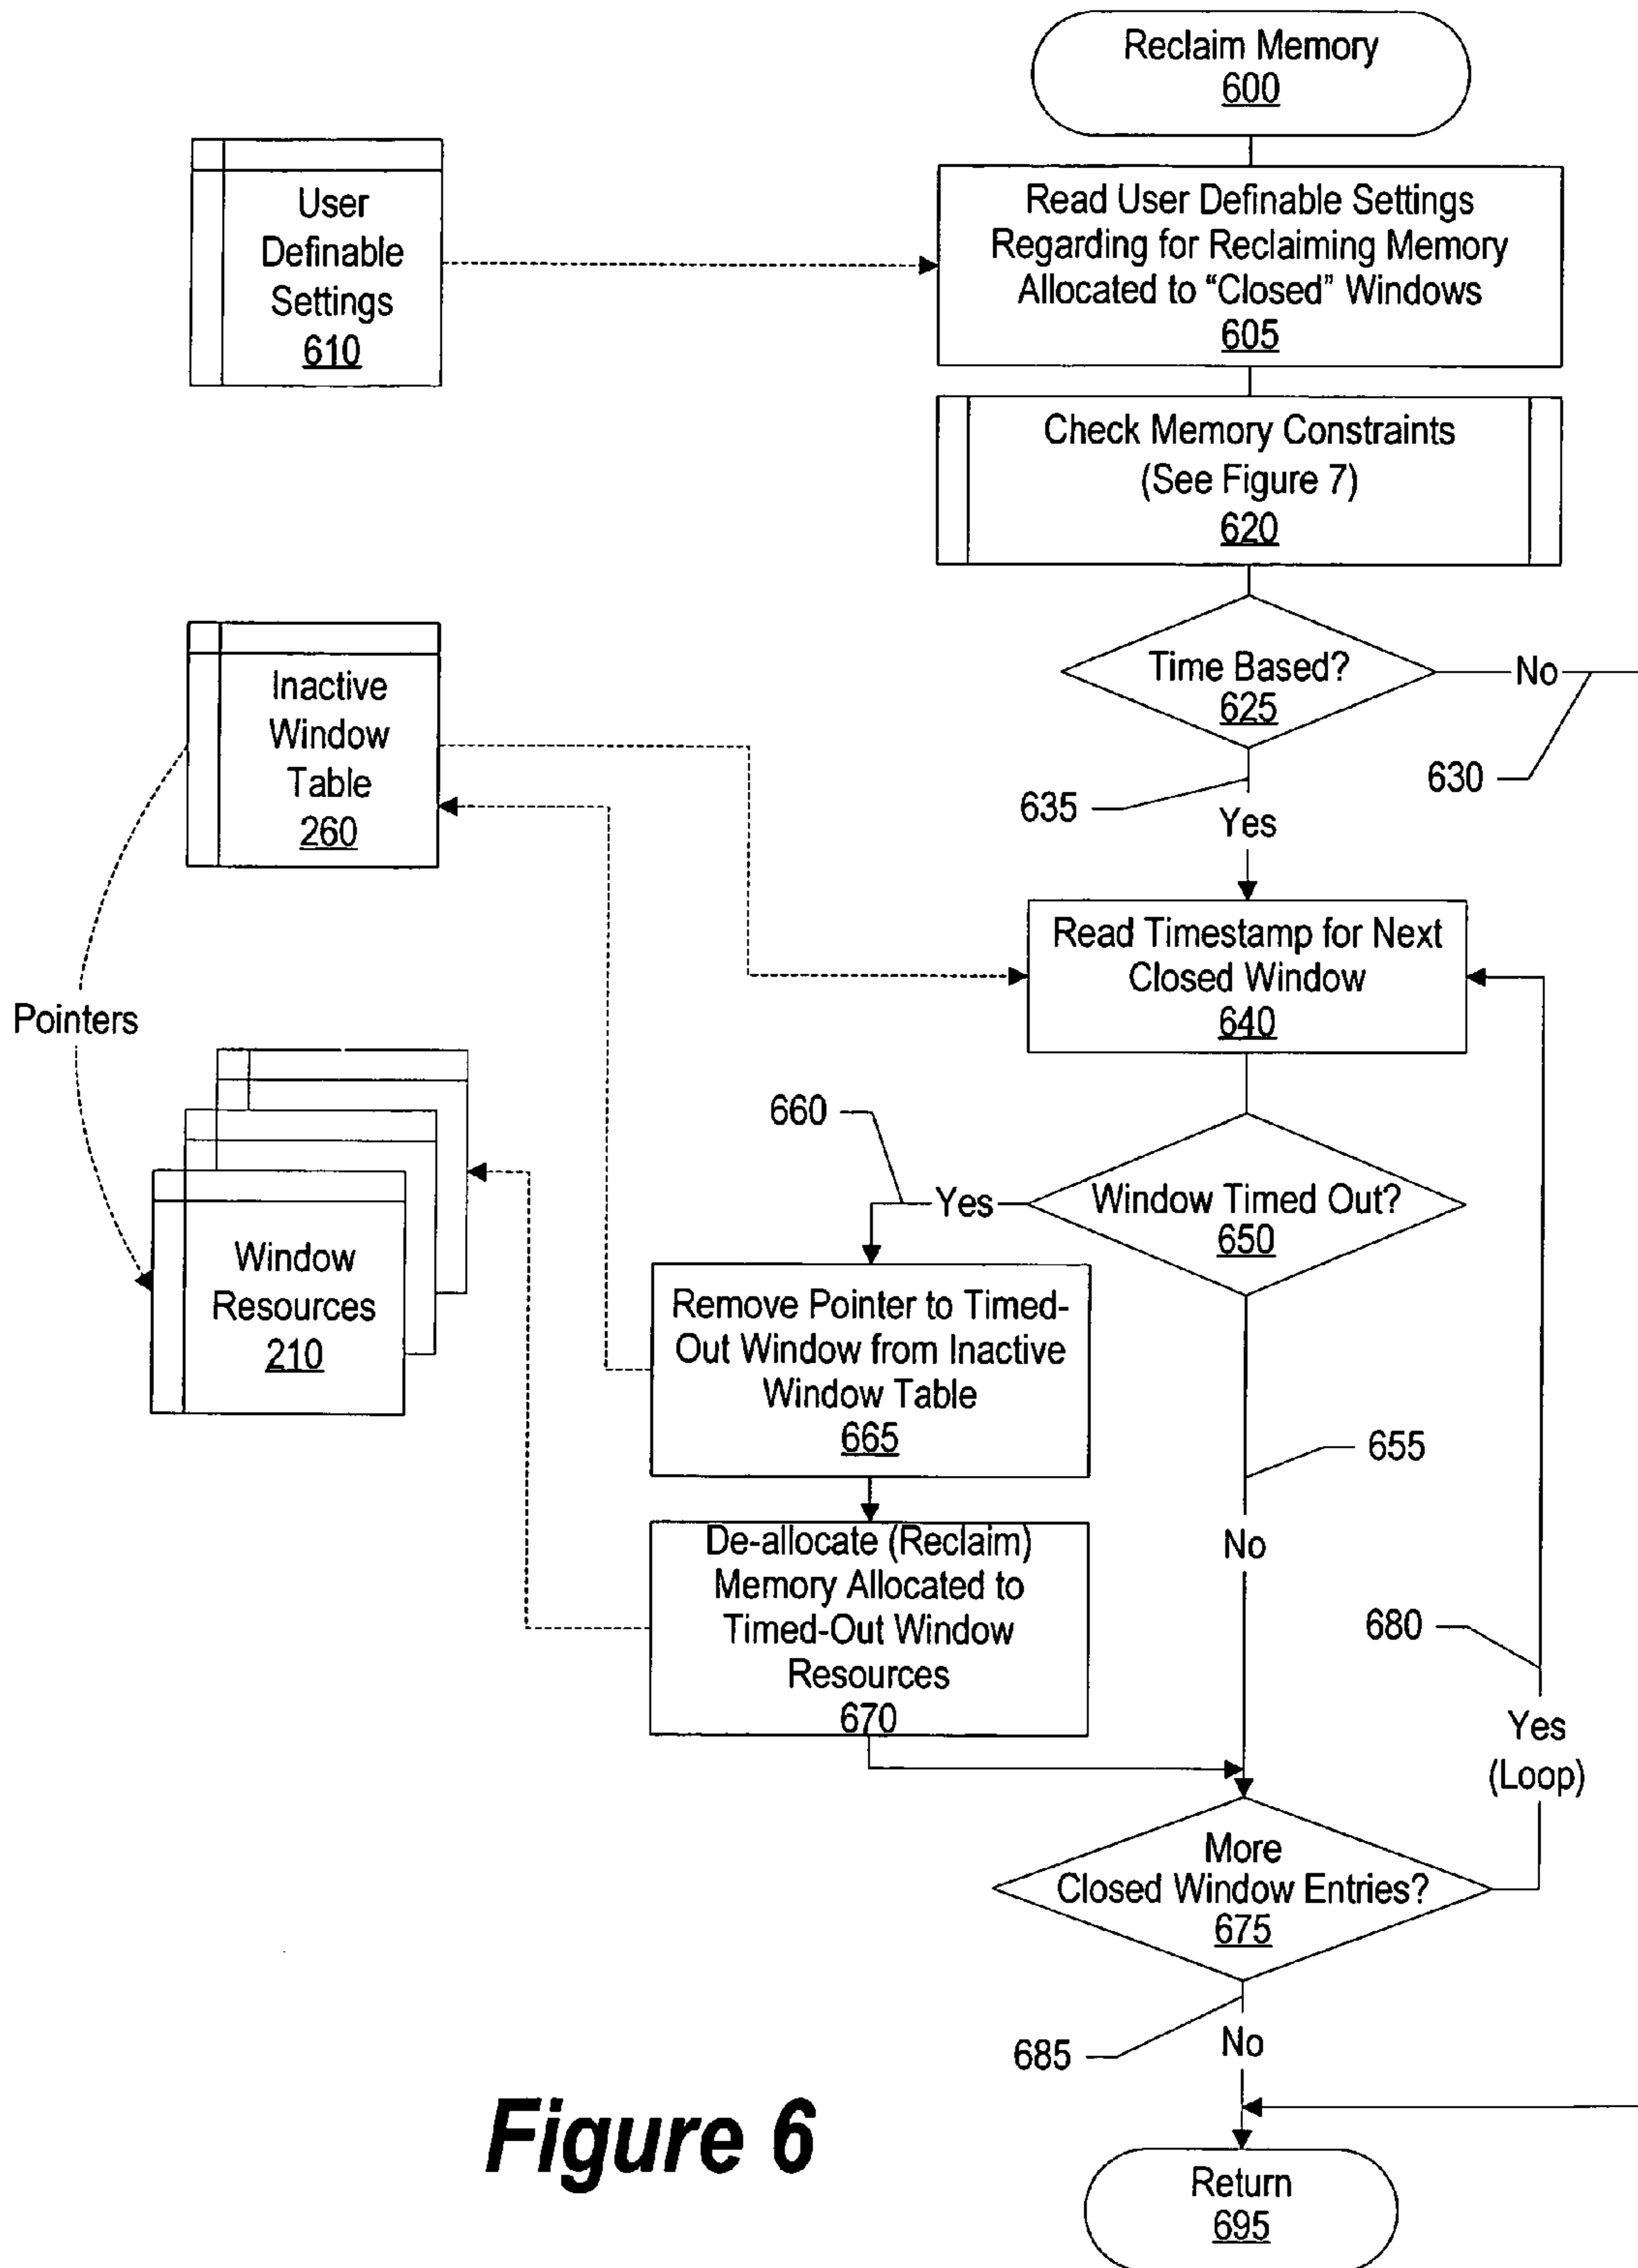 Reclaim Memory
600
User
Definable
Settings
610
Read User Definable Settings
Regarding for Reclaiming Memory
Allocated to “Closed” Windows
605
Check Memory Constraints
(See Figure 7)
620
Inactive
Window
Table
260
Time Based?
625
No
630
635
Yes
Read Timestamp for Next
Closed Window
640
Pointers
660
Yes
Window Timed Out?
650
Window
Resources
210
Remove Pointer to Timed-
Out Window from Inactive
Window Table
665
655
No
De-allocate (Reclaim)
Memory Allocated to
Timed-Out Window
Resources
670
680
Yes
(Loop)
More
Closed Window Entries?
675
685
No
Figure 6
Return
695